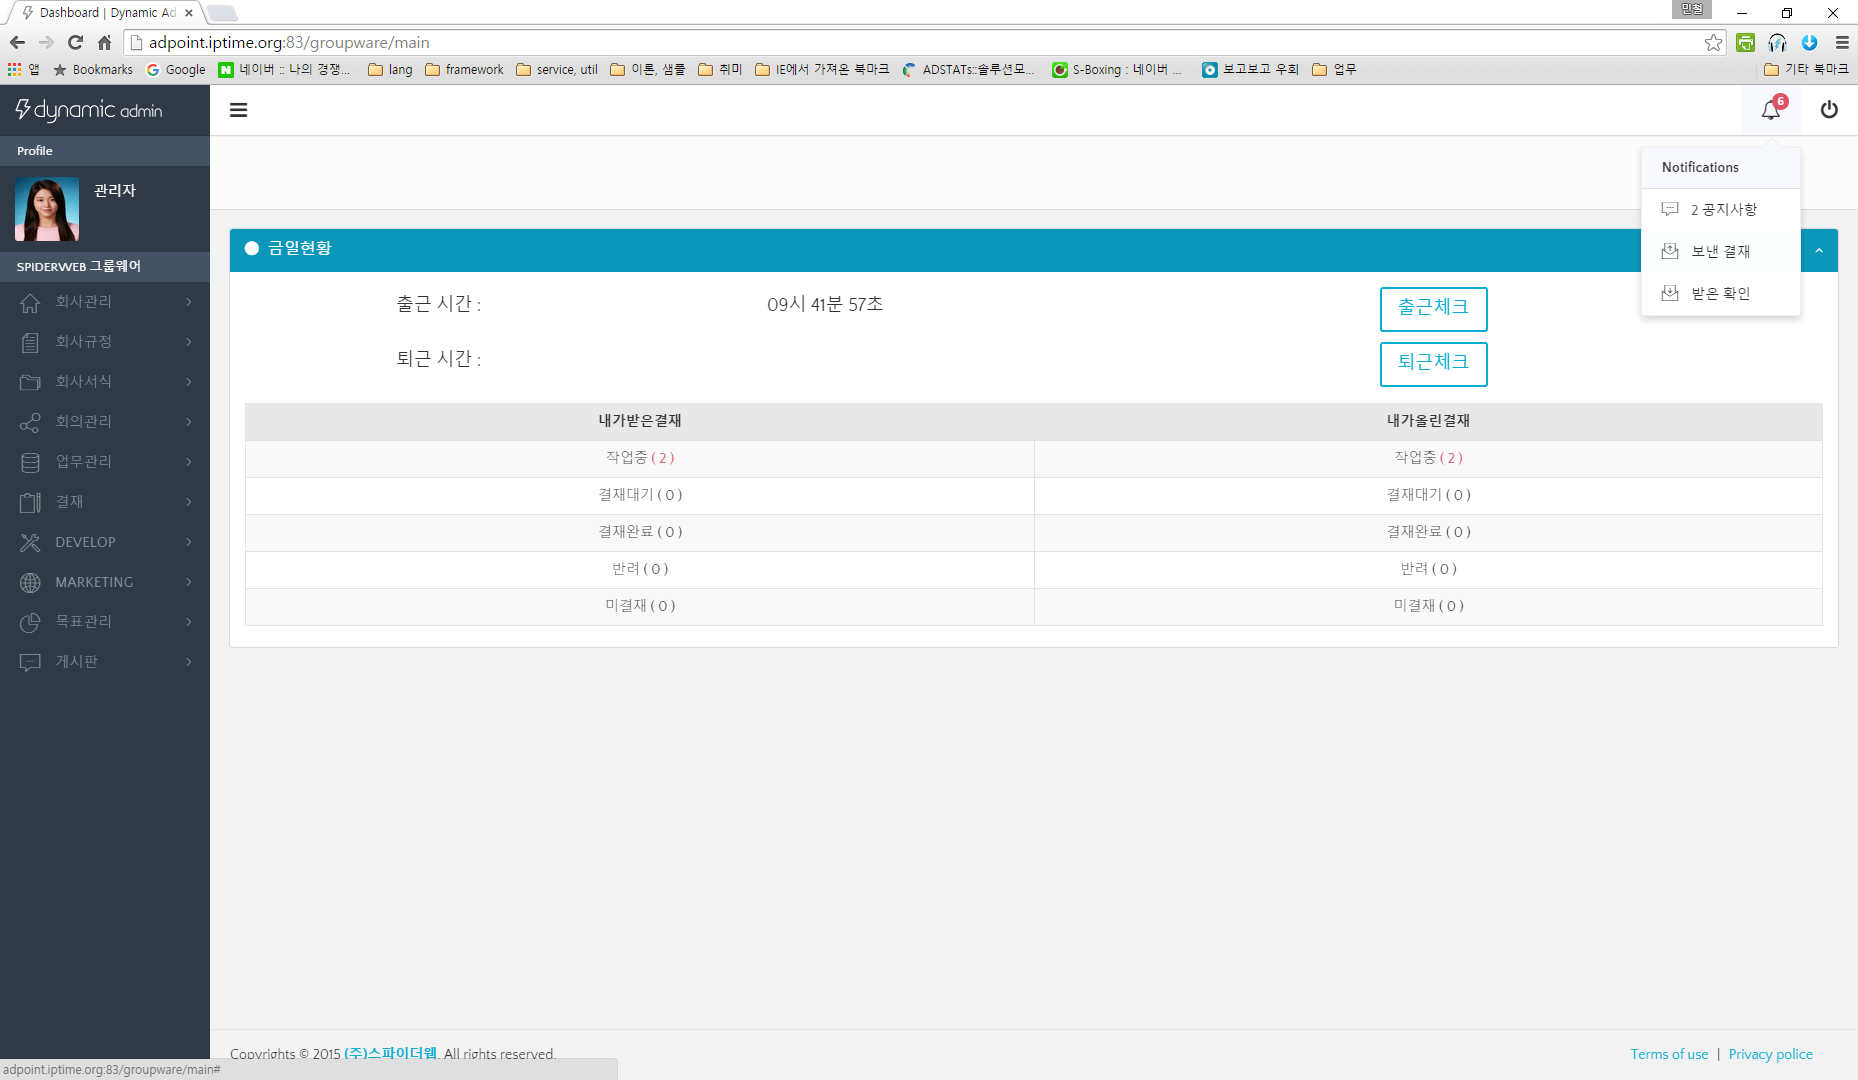 Dashboard | Dynamic Ad
민철
adpoint.iptime.org:83/groupware/main
앱 Bookmarks Google 네이버 :: 나의 경쟁... lang framework service, util 이론, 샘플 취미 IE에서 가져온 북마크 ADSTATs::솔루션모... S-Boxing : 네이버 ... 보고보고 우회 업무 기타 북마크
dynamic admin
6
Profile
관리자
SPIDERWEB 그룹웨어
회사관리
회사규정
회사서식
회의관리
업무관리
결재
DEVELOP
MARKETING
목표관리
게시판
Notifications
2 공지사항
보낸 결재
받은 확인
금일현황
출근 시간 : 09시 41분 57초 출근체크
퇴근 시간 : 퇴근체크
내가받은결재 내가올린결재
작업중 ( 2 ) 작업중 ( 2 )
결재대기 ( 0 ) 결재대기 ( 0 )
결재완료 ( 0 ) 결재완료 ( 0 )
반려 ( 0 ) 반려 ( 0 )
미결재 ( 0 ) 미결재 ( 0 )
Copyrights © 2015 (주)스파이더웹. All rights reserved. Terms of use | Privacy police
adpoint.iptime.org:83/groupware/main#